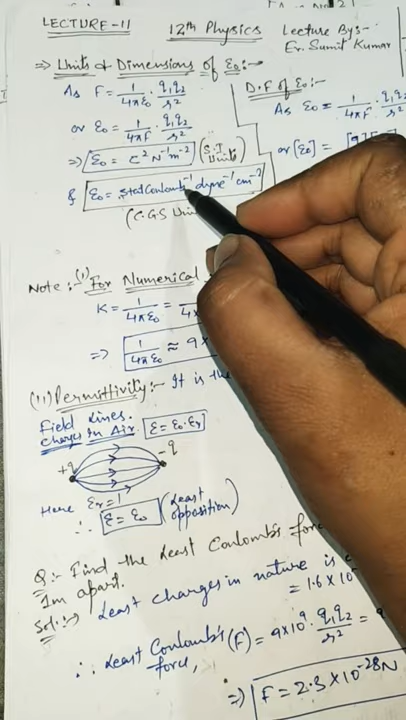 LECTURE-11
12th Physics
Lecture By:-
Er. Sumit Kumar
⇒ Units & Dimensions of ε₀:-
As F = 1/4πε₀ · q₁q₂/r²
or ε₀ = 1/4πF · q₁q₂/r²
⇒ ε₀ = C² N⁻¹ m⁻² (S.I Units)
& ε₀ = statCoulomb⁻¹ dyne⁻¹ cm⁻²
(C.G.S Uni
D.F of ε₀:-
As ε₀ = 1/4πF · q₁q₂/r²
or [ε₀] =
Note:- (i) For Numerical
K = 1/4πε₀ =
⇒ 1/4πε₀ ≈ 9×
(ii) Permittivity:- It is the
Field Lines.
charges In Air. ε = ε₀·εr
+q -q
Here εr = 1
∴ ε = ε₀ (Least opposition)
Q:- Find the Least Coulomb's force
1m apart.
Sol:⇒ Least charges in nature is
= 1.6×10
∴ Least Coulomb's force, (F) = 9×10⁹ · q₁q₂/r² = 9
⇒ F = 2.3×10⁻²⁸ N